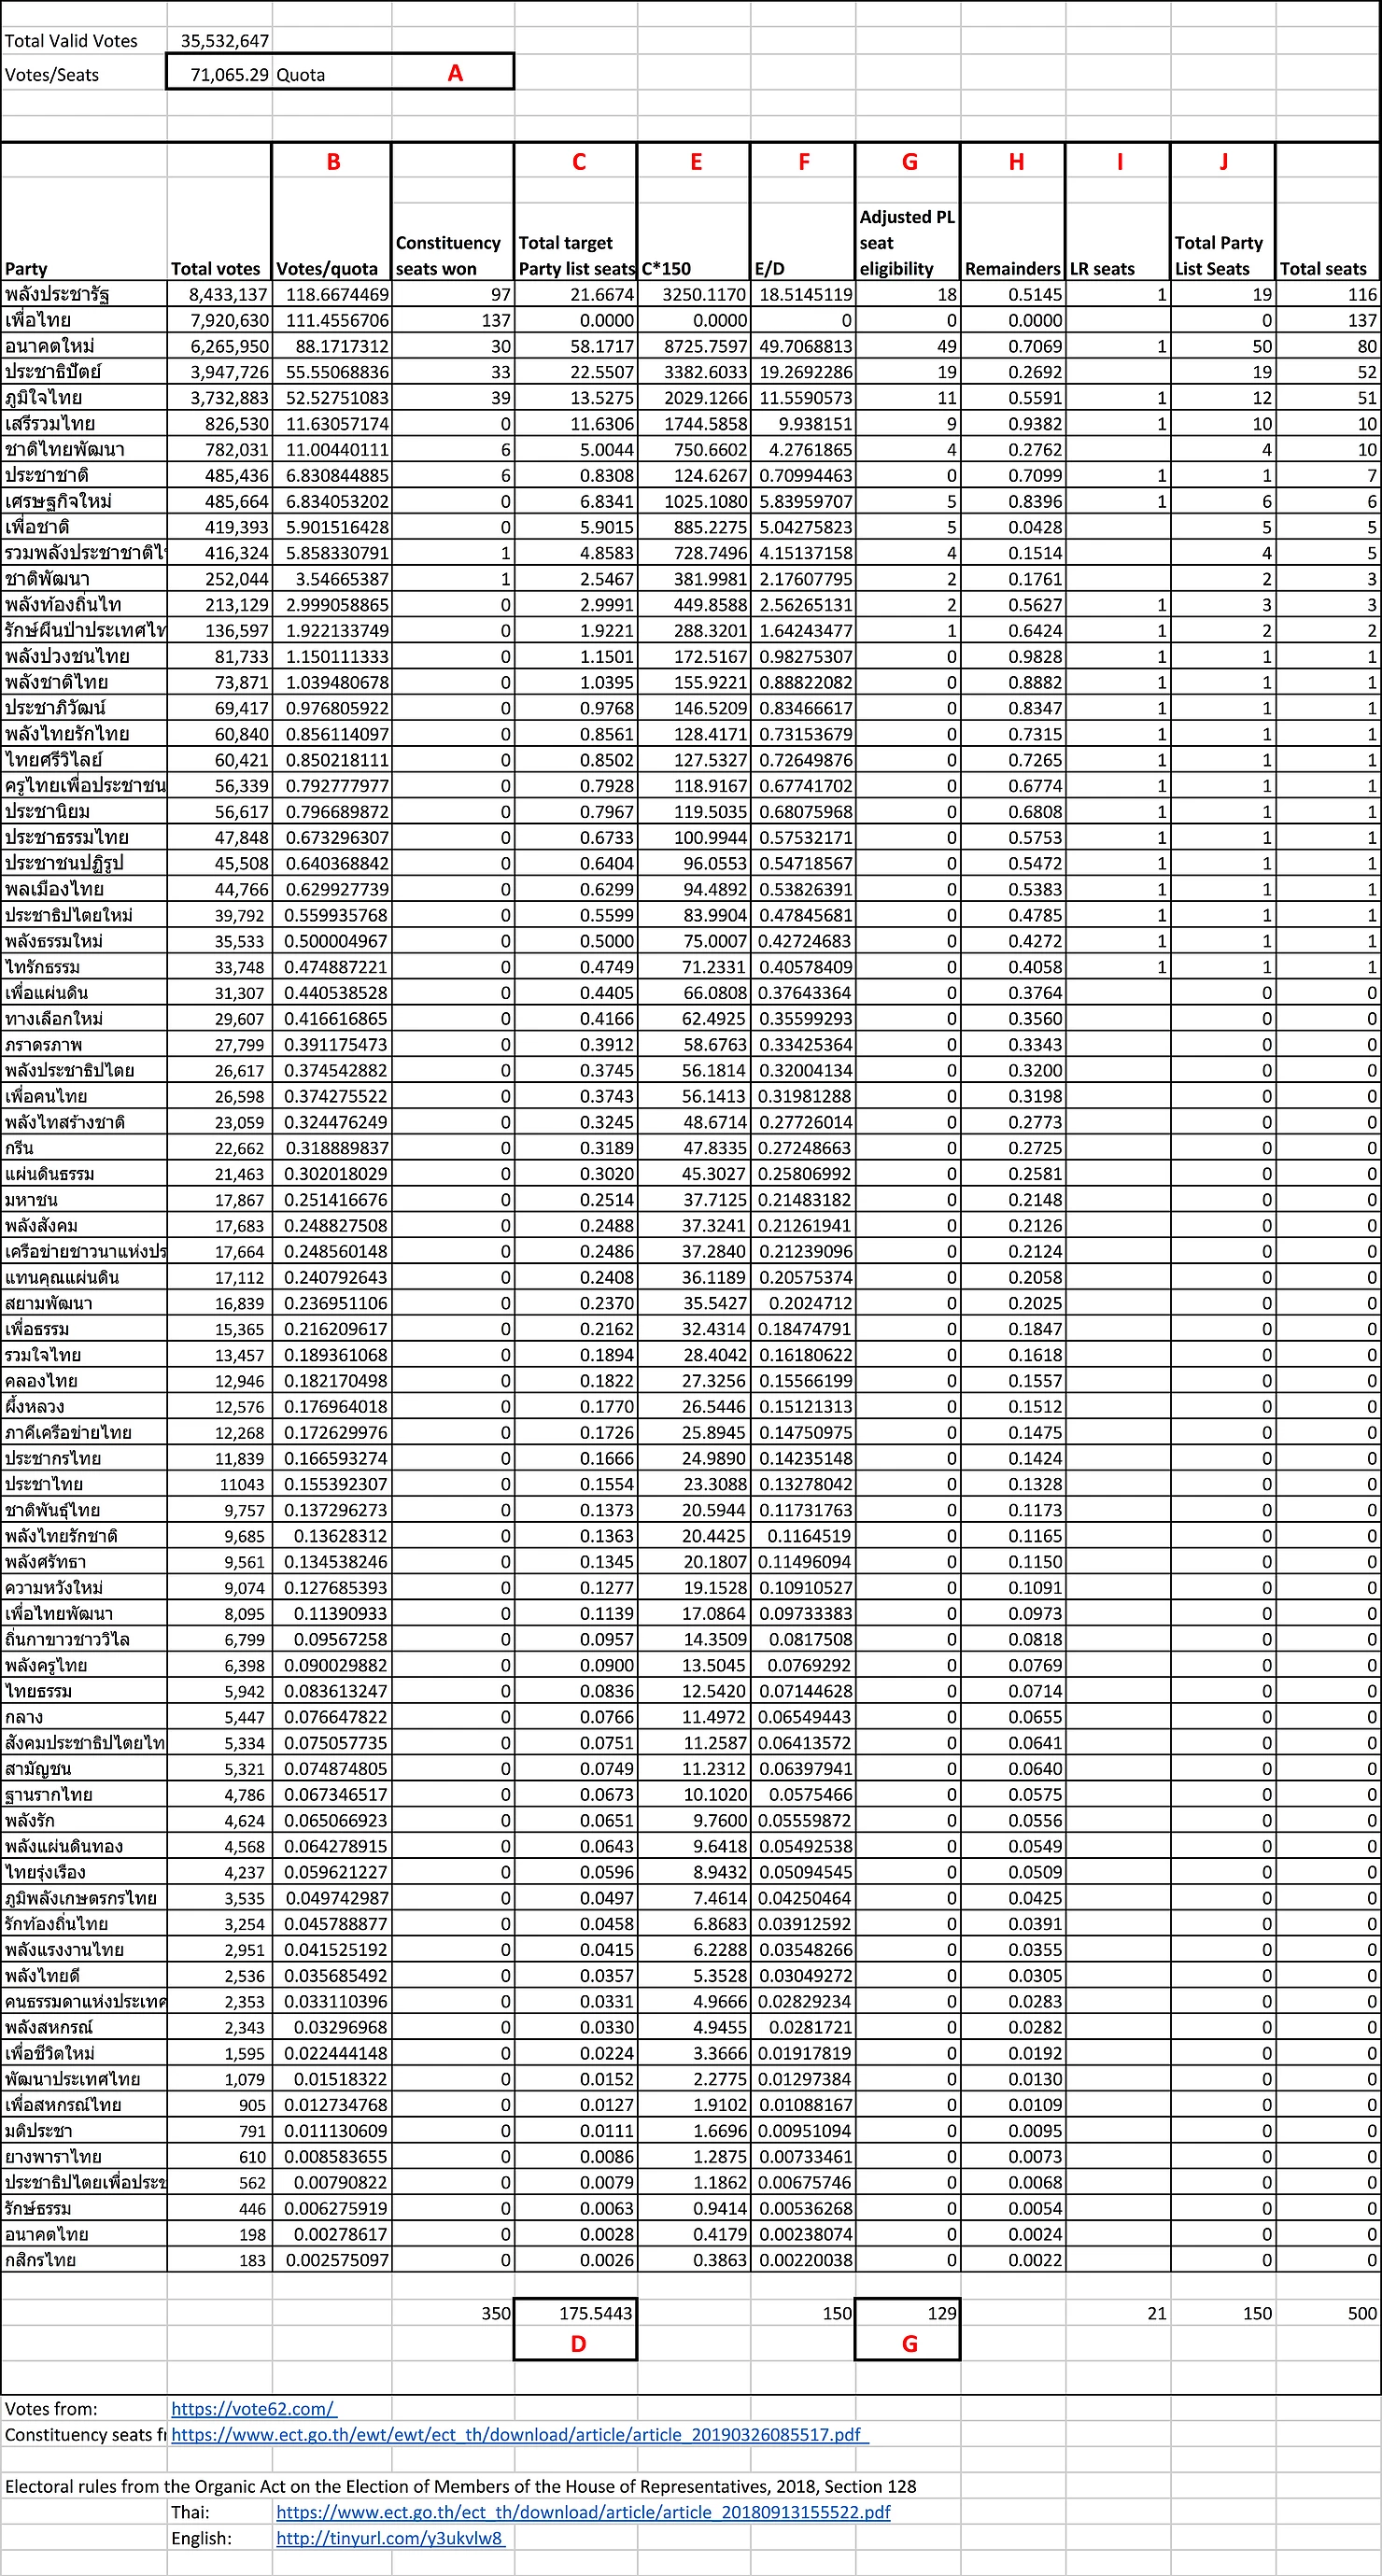 Total Valid Votes 35,532,647
Votes/Seats 71,065.29 Quota A
B C E F G H I J
Party Total votes Votes/quota Constituency seats won Total target Party list seats C*150 E/D Adjusted PL seat eligibility Remainders LR seats Total Party List Seats Total seats
พลังประชารัฐ 8,433,137 118.6674469 97 21.6674 3250.1170 18.5145119 18 0.5145 1 19 116
เพื่อไทย 7,920,630 111.4556706 137 0.0000 0.0000 0 0 0.0000 0 137
อนาคตใหม่ 6,265,950 88.1717312 30 58.1717 8725.7597 49.7068813 49 0.7069 1 50 80
ประชาธิปัตย์ 3,947,726 55.55068836 33 22.5507 3382.6033 19.2692286 19 0.2692 19 52
ภูมิใจไทย 3,732,883 52.52751083 39 13.5275 2029.1266 11.5590573 11 0.5591 1 12 51
เสรีรวมไทย 826,530 11.63057174 0 11.6306 1744.5858 9.938151 9 0.9382 1 10 10
ชาติไทยพัฒนา 782,031 11.00440111 6 5.0044 750.6602 4.2761865 4 0.2762 4 10
ประชาชาติ 485,436 6.830844885 6 0.8308 124.6267 0.70994463 0 0.7099 1 1 7
เศรษฐกิจใหม่ 485,664 6.834053202 0 6.8341 1025.1080 5.83959707 5 0.8396 1 6 6
เพื่อชาติ 419,393 5.901516428 0 5.9015 885.2275 5.04275823 5 0.0428 5 5
รวมพลังประชาชาติไ 416,324 5.858330791 1 4.8583 728.7496 4.15137158 4 0.1514 4 5
ชาติพัฒนา 252,044 3.54665387 1 2.5467 381.9981 2.17607795 2 0.1761 2 3
พลังท้องถิ่นไท 213,129 2.999058865 0 2.9991 449.8588 2.56265131 2 0.5627 1 3 3
รักษ์ผืนป่าประเทศไท 136,597 1.922133749 0 1.9221 288.3201 1.64243477 1 0.6424 1 2 2
พลังปวงชนไทย 81,733 1.150111333 0 1.1501 172.5167 0.98275307 0 0.9828 1 1 1
พลังชาติไทย 73,871 1.039480678 0 1.0395 155.9221 0.88822082 0 0.8882 1 1 1
ประชาภิวัฒน์ 69,417 0.976805922 0 0.9768 146.5209 0.83466617 0 0.8347 1 1 1
พลังไทยรักไทย 60,840 0.856114097 0 0.8561 128.4171 0.73153679 0 0.7315 1 1 1
ไทยศรีวิไลย์ 60,421 0.850218111 0 0.8502 127.5327 0.72649876 0 0.7265 1 1 1
ครูไทยเพื่อประชาชน 56,339 0.792777977 0 0.7928 118.9167 0.67741702 0 0.6774 1 1 1
ประชานิยม 56,617 0.796689872 0 0.7967 119.5035 0.68075968 0 0.6808 1 1 1
ประชาธรรมไทย 47,848 0.673296307 0 0.6733 100.9944 0.57532171 0 0.5753 1 1 1
ประชาชนปฏิรูป 45,508 0.640368842 0 0.6404 96.0553 0.54718567 0 0.5472 1 1 1
พลเมืองไทย 44,766 0.629927739 0 0.6299 94.4892 0.53826391 0 0.5383 1 1 1
ประชาธิปไตยใหม่ 39,792 0.559935768 0 0.5599 83.9904 0.47845681 0 0.4785 1 1 1
พลังธรรมใหม่ 35,533 0.500004967 0 0.5000 75.0007 0.42724683 0 0.4272 1 1 1
ไทรักธรรม 33,748 0.474887221 0 0.4749 71.2331 0.40578409 0 0.4058 1 1 1
เพื่อแผ่นดิน 31,307 0.440538528 0 0.4405 66.0808 0.37643364 0 0.3764 0 0
ทางเลือกใหม่ 29,607 0.416616865 0 0.4166 62.4925 0.35599293 0 0.3560 0 0
ภราดรภาพ 27,799 0.391175473 0 0.3912 58.6763 0.33425364 0 0.3343 0 0
พลังประชาธิปไตย 26,617 0.374542882 0 0.3745 56.1814 0.32004134 0 0.3200 0 0
เพื่อคนไทย 26,598 0.374275522 0 0.3743 56.1413 0.31981288 0 0.3198 0 0
พลังไทสร้างชาติ 23,059 0.324476249 0 0.3245 48.6714 0.27726014 0 0.2773 0 0
กรีน 22,662 0.318889837 0 0.3189 47.8335 0.27248663 0 0.2725 0 0
แผ่นดินธรรม 21,463 0.302018029 0 0.3020 45.3027 0.25806992 0 0.2581 0 0
มหาชน 17,867 0.251416676 0 0.2514 37.7125 0.21483182 0 0.2148 0 0
พลังสังคม 17,683 0.248827508 0 0.2488 37.3241 0.21261941 0 0.2126 0 0
เครือข่ายชาวนาแห่งปร 17,664 0.248560148 0 0.2486 37.2840 0.21239096 0 0.2124 0 0
แทนคุณแผ่นดิน 17,112 0.240792643 0 0.2408 36.1189 0.20575374 0 0.2058 0 0
สยามพัฒนา 16,839 0.236951106 0 0.2370 35.5427 0.2024712 0 0.2025 0 0
เพื่อธรรม 15,365 0.216209617 0 0.2162 32.4314 0.18474791 0 0.1847 0 0
รวมใจไทย 13,457 0.189361068 0 0.1894 28.4042 0.16180622 0 0.1618 0 0
คลองไทย 12,946 0.182170498 0 0.1822 27.3256 0.15566199 0 0.1557 0 0
ผึ้งหลวง 12,576 0.176964018 0 0.1770 26.5446 0.15121313 0 0.1512 0 0
ภาคีเครือข่ายไทย 12,268 0.172629976 0 0.1726 25.8945 0.14750975 0 0.1475 0 0
ประชากรไทย 11,839 0.166593274 0 0.1666 24.9890 0.14235148 0 0.1424 0 0
ประชาไทย 11043 0.155392307 0 0.1554 23.3088 0.13278042 0 0.1328 0 0
ชาติพันธุ์ไทย 9,757 0.137296273 0 0.1373 20.5944 0.11731763 0 0.1173 0 0
พลังไทยรักชาติ 9,685 0.13628312 0 0.1363 20.4425 0.1164519 0 0.1165 0 0
พลังศรัทธา 9,561 0.134538246 0 0.1345 20.1807 0.11496094 0 0.1150 0 0
ความหวังใหม่ 9,074 0.127685393 0 0.1277 19.1528 0.10910527 0 0.1091 0 0
เพื่อไทยพัฒนา 8,095 0.11390933 0 0.1139 17.0864 0.09733383 0 0.0973 0 0
ถิ่นกาขาวชาววิไล 6,799 0.09567258 0 0.0957 14.3509 0.0817508 0 0.0818 0 0
พลังครูไทย 6,398 0.090029882 0 0.0900 13.5045 0.0769292 0 0.0769 0 0
ไทยธรรม 5,942 0.083613247 0 0.0836 12.5420 0.07144628 0 0.0714 0 0
กลาง 5,447 0.076647822 0 0.0766 11.4972 0.06549443 0 0.0655 0 0
สังคมประชาธิปไตยไท 5,334 0.075057735 0 0.0751 11.2587 0.06413572 0 0.0641 0 0
สามัญชน 5,321 0.074874805 0 0.0749 11.2312 0.06397941 0 0.0640 0 0
ฐานรากไทย 4,786 0.067346517 0 0.0673 10.1020 0.0575466 0 0.0575 0 0
พลังรัก 4,624 0.065066923 0 0.0651 9.7600 0.05559872 0 0.0556 0 0
พลังแผ่นดินทอง 4,568 0.064278915 0 0.0643 9.6418 0.05492538 0 0.0549 0 0
ไทยรุ่งเรือง 4,237 0.059621227 0 0.0596 8.9432 0.05094545 0 0.0509 0 0
ภูมิพลังเกษตรกรไทย 3,535 0.049742987 0 0.0497 7.4614 0.04250464 0 0.0425 0 0
รักท้องถิ่นไทย 3,254 0.045788877 0 0.0458 6.8683 0.03912592 0 0.0391 0 0
พลังแรงงานไทย 2,951 0.041525192 0 0.0415 6.2288 0.03548266 0 0.0355 0 0
พลังไทยดี 2,536 0.035685492 0 0.0357 5.3528 0.03049272 0 0.0305 0 0
คนธรรมดาแห่งประเทศ 2,353 0.033110396 0 0.0331 4.9666 0.02829234 0 0.0283 0 0
พลังสหกรณ์ 2,343 0.03296968 0 0.0330 4.9455 0.0281721 0 0.0282 0 0
เพื่อชีวิตใหม่ 1,595 0.022444148 0 0.0224 3.3666 0.01917819 0 0.0192 0 0
พัฒนาประเทศไทย 1,079 0.01518322 0 0.0152 2.2775 0.01297384 0 0.0130 0 0
เพื่อสหกรณ์ไทย 905 0.012734768 0 0.0127 1.9102 0.01088167 0 0.0109 0 0
มติประชา 791 0.011130609 0 0.0111 1.6696 0.00951094 0 0.0095 0 0
ยางพาราไทย 610 0.008583655 0 0.0086 1.2875 0.00733461 0 0.0073 0 0
ประชาธิปไตยเพื่อประช 562 0.00790822 0 0.0079 1.1862 0.00675746 0 0.0068 0 0
รักษ์ธรรม 446 0.006275919 0 0.0063 0.9414 0.00536268 0 0.0054 0 0
อนาคตไทย 198 0.00278617 0 0.0028 0.4179 0.00238074 0 0.0024 0 0
กสิกรไทย 183 0.002575097 0 0.0026 0.3863 0.00220038 0 0.0022 0 0
350 175.5443 150 129 21 150 500
D G
Votes from: https://vote62.com/
Constituency seats fr https://www.ect.go.th/ewt/ewt/ect_th/download/article/article_20190326085517.pdf
Electoral rules from the Organic Act on the Election of Members of the House of Representatives, 2018, Section 128
Thai: https://www.ect.go.th/ect_th/download/article/article_20180913155522.pdf
English: http://tinyurl.com/y3ukvlw8